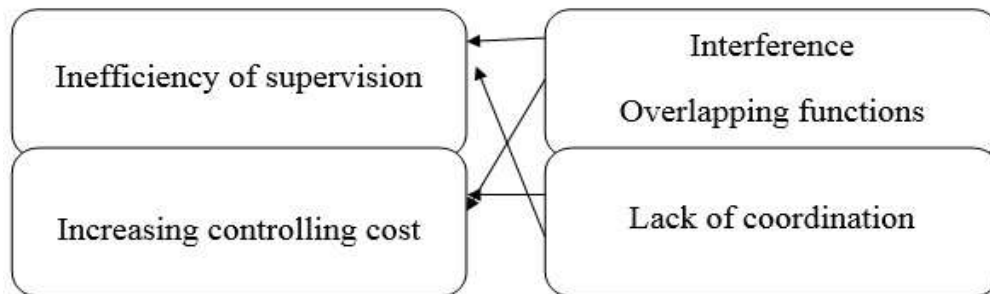 Inefficiency of supervision
Increasing controlling cost
Interference
Overlapping functions
Lack of coordination